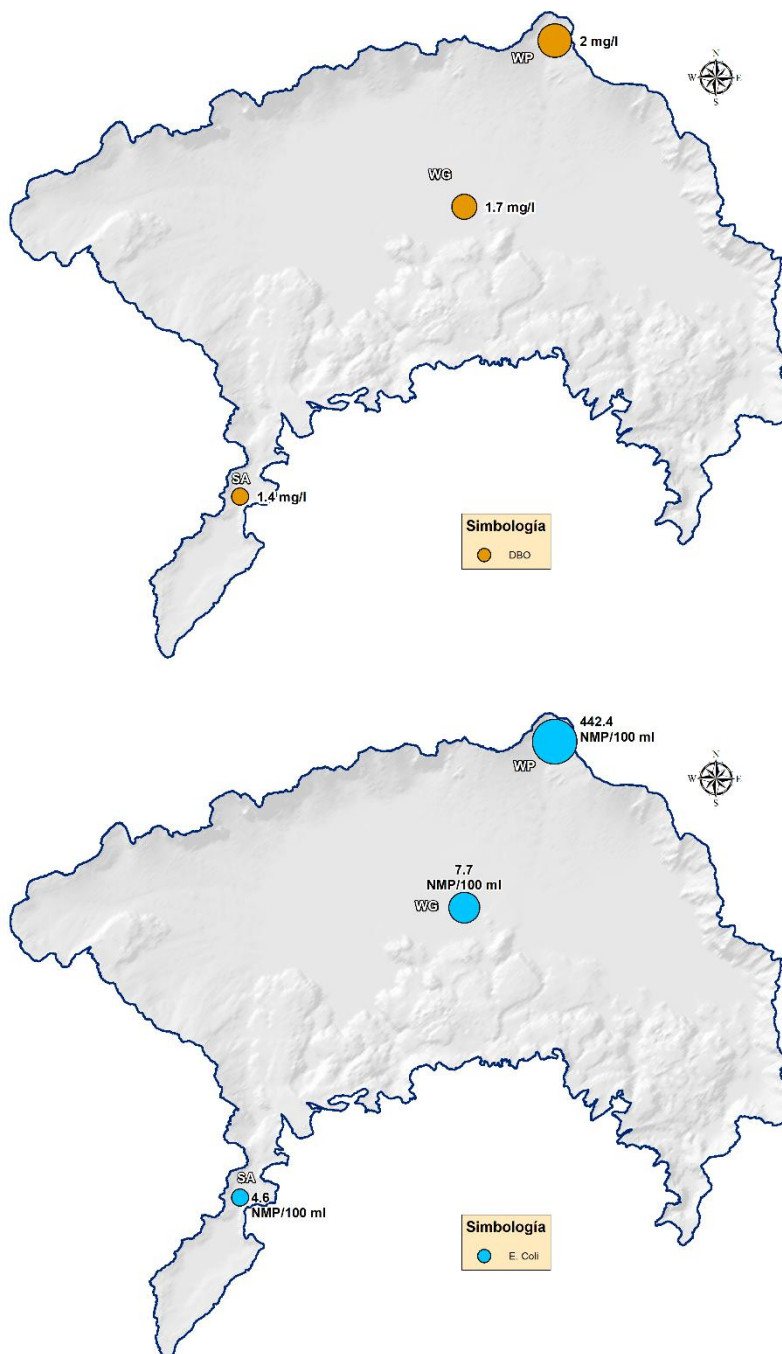 2 mg/l
WP
N
W E
S
WG
1.7 mg/l
SA
1.4 mg/l
Simbología
DBO
442.4
NMP/100 ml
WP
N
W E
S
7.7
NMP/100 ml
WG
SA
4.6
NMP/100 ml
Simbología
E. Coli